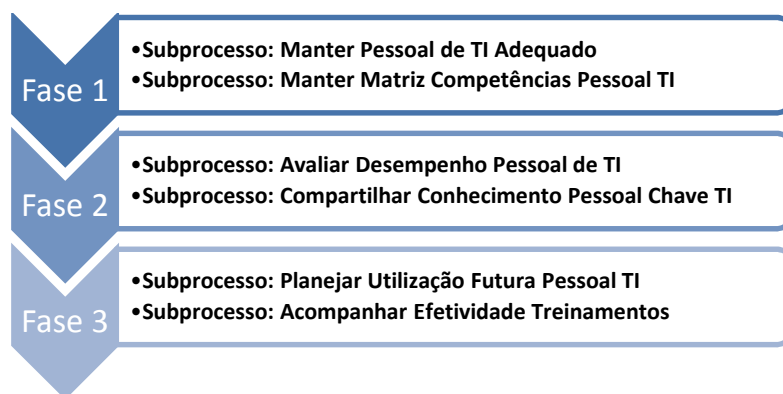 Fase 1
•Subprocesso: Manter Pessoal de TI Adequado
•Subprocesso: Manter Matriz Competências Pessoal TI
Fase 2
•Subprocesso: Avaliar Desempenho Pessoal de TI
•Subprocesso: Compartilhar Conhecimento Pessoal Chave TI
Fase 3
•Subprocesso: Planejar Utilização Futura Pessoal TI
•Subprocesso: Acompanhar Efetividade Treinamentos